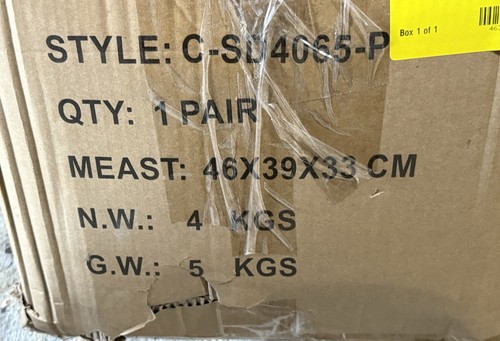 STYLE: C-SD4065-P
Box 1 of 1
QTY: 1 PAIR
MEAST: 46X39X33 CM
N.W.: 4 KGS
G.W.: 5 KGS